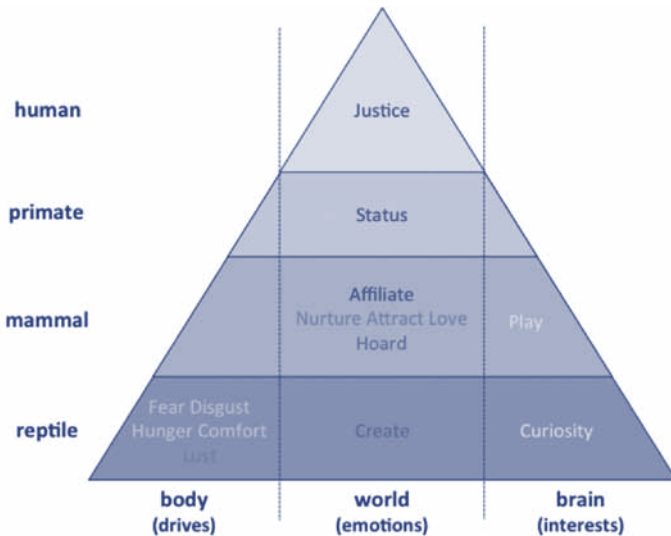 human
Justice
primate
Status
mammal
Affiliate
Nurture Attract Love
Hoard
Play
reptile
Fear Disgust
Hunger Comfort
Lust
Create
Curiosity
body
(drives)
world
(emotions)
brain
(interests)